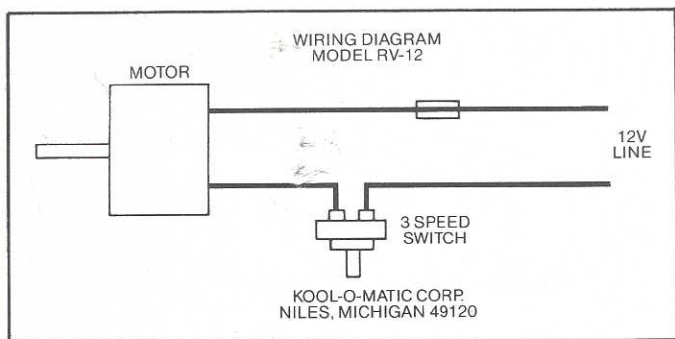 WIRING DIAGRAM
MODEL RV-12
MOTOR
12V
LINE
3 SPEED
SWITCH
KOOL-O-MATIC CORP.
NILES, MICHIGAN 49120